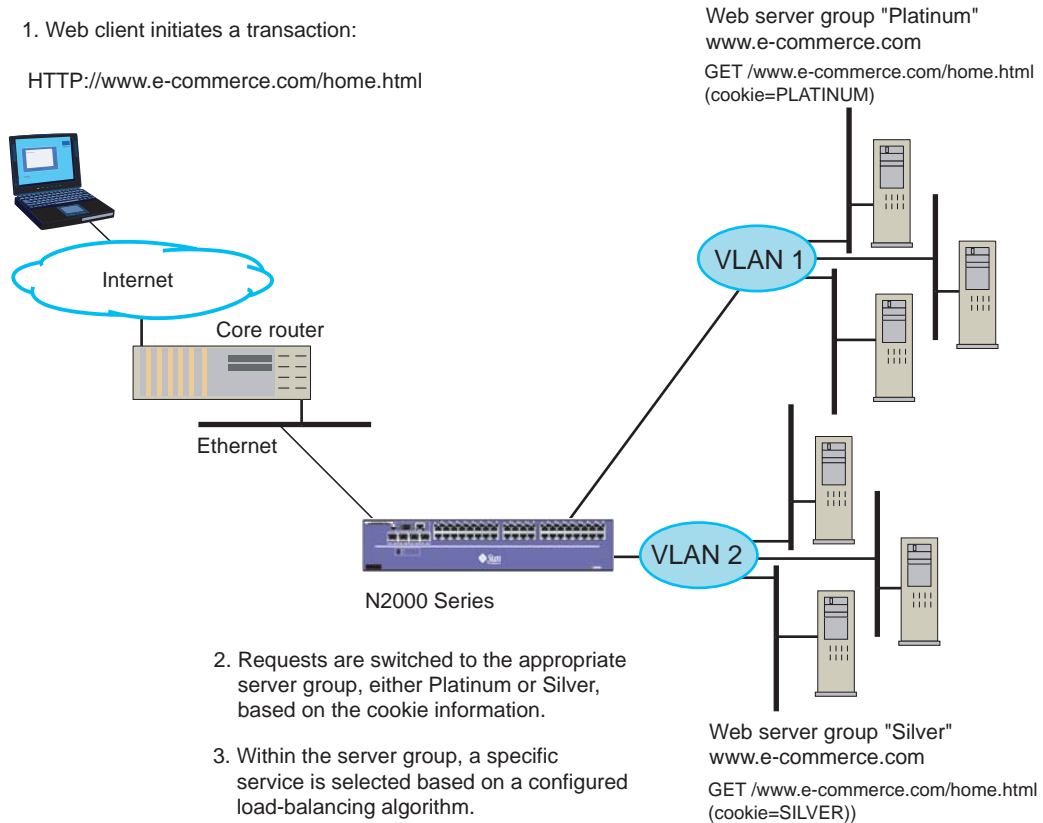 1. Web client initiates a transaction:
HTTP://www.e-commerce.com/home.html
Web server group "Platinum"
www.e-commerce.com
GET /www.e-commerce.com/home.html
(cookie=PLATINUM)
Internet
Core router
Ethernet
VLAN 1
VLAN 2
Sun
N2000 Series
2. Requests are switched to the appropriate
server group, either Platinum or Silver,
based on the cookie information.
3. Within the server group, a specific
service is selected based on a configured
load-balancing algorithm.
Web server group "Silver"
www.e-commerce.com
GET /www.e-commerce.com/home.html
(cookie=SILVER))